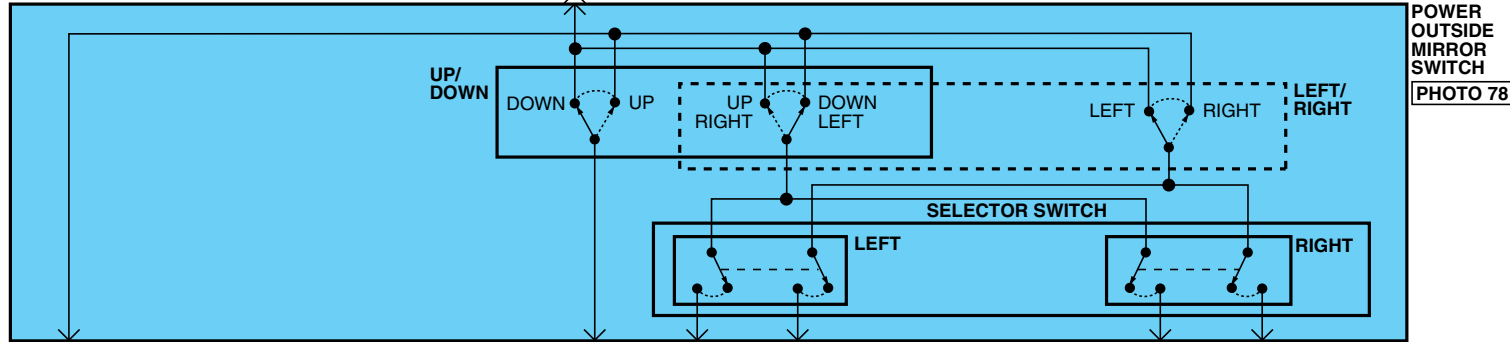 POWER
OUTSIDE
MIRROR
SWITCH
PHOTO 78
UP/
DOWN
DOWN
UP
UP
RIGHT
DOWN
LEFT
LEFT
RIGHT
LEFT/
RIGHT
SELECTOR SWITCH
LEFT
RIGHT